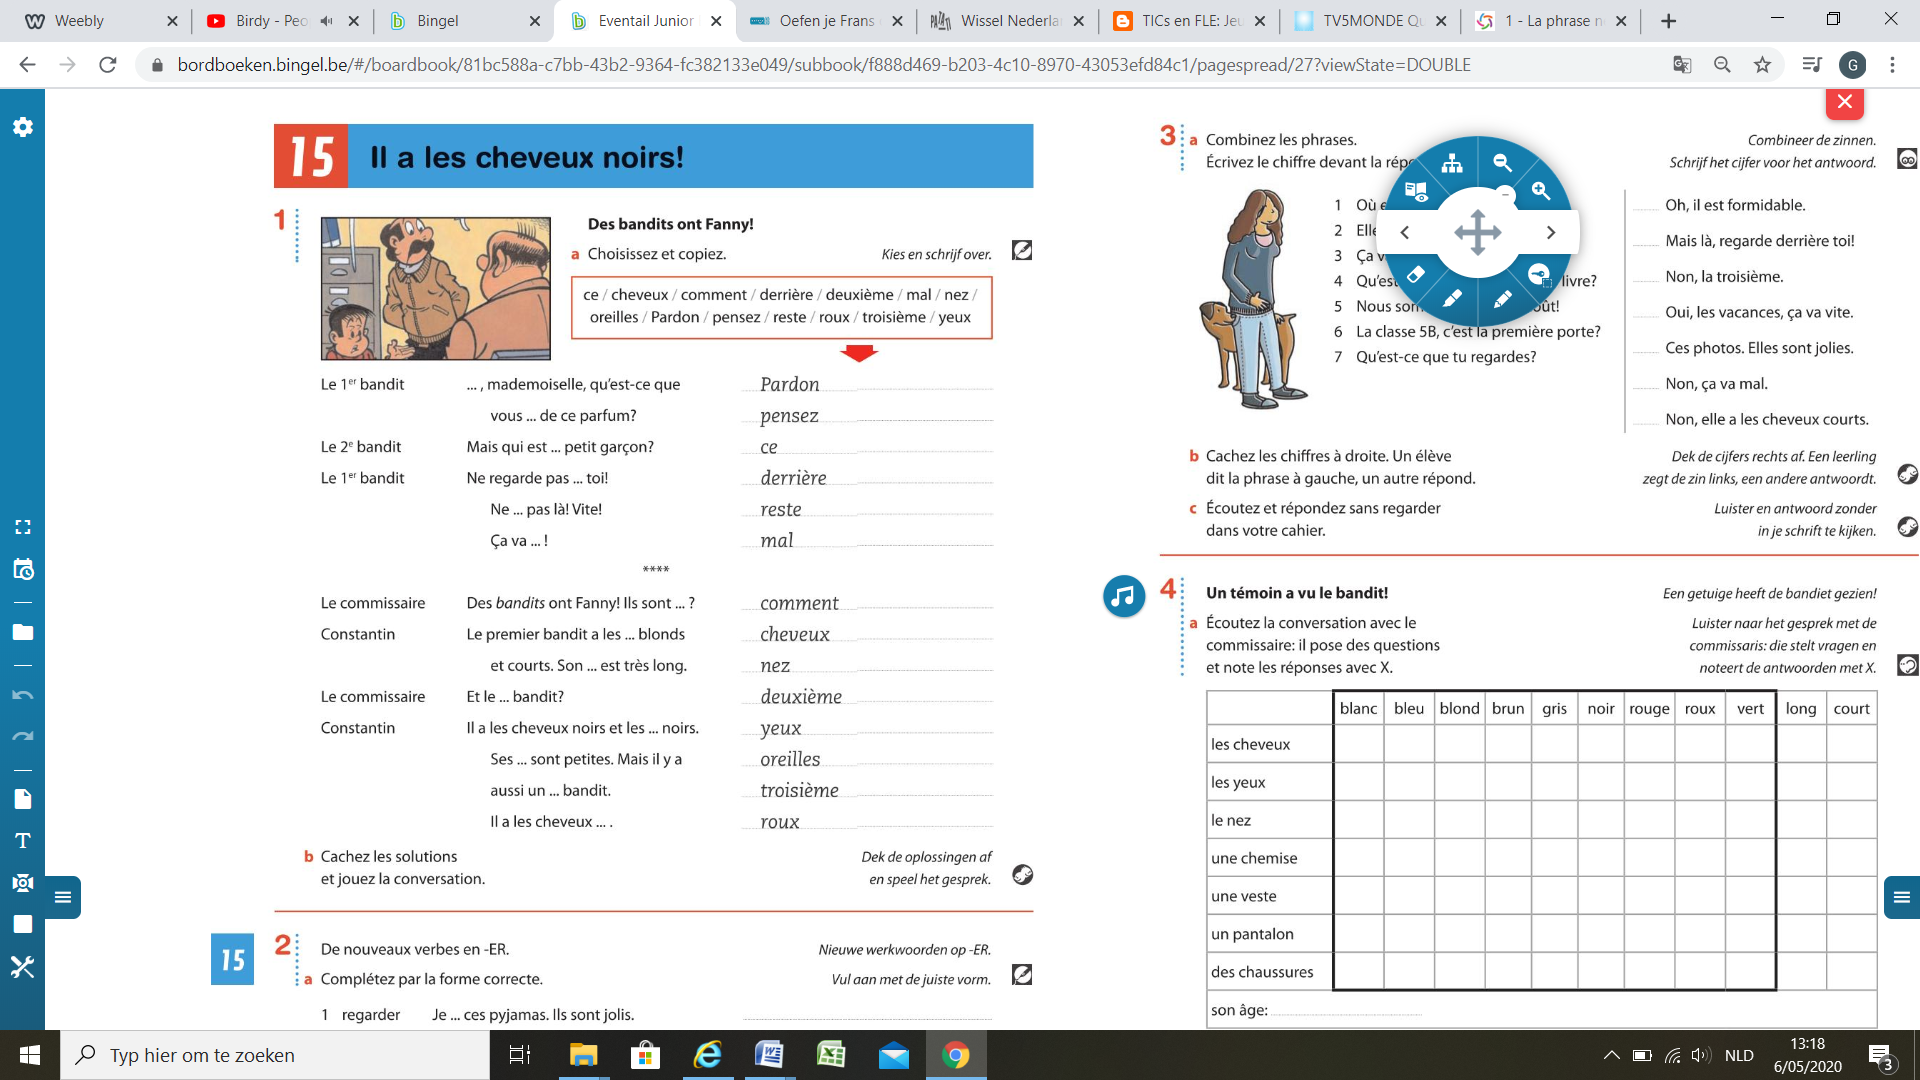 Weebly
Birdy - Peo
Bingel
Eventail Junior
Oefen je Frans
Wissel Nederla
TICs en FLE: Jeu
TV5MONDE Qu
1 - La phrase n
bordboeken.bingel.be/#/boardbook/81bc588a-c7bb-43b2-9364-fc382133e049/subbook/f888d469-b203-4c10-8970-43053efd84c1/pagespread/27?viewState=DOUBLE
G
15 Il a les cheveux noirs!
1
Des bandits ont Fanny!
a Choisissez et copiez. Kies en schrijf over.
ce / cheveux / comment / derrière / deuxième / mal / nez /
oreilles / Pardon / pensez / reste / roux / troisième / yeux
Le 1er bandit ... , mademoiselle, qu'est-ce que Pardon
vous ... de ce parfum? pensez
Le 2e bandit Mais qui est ... petit garçon? ce
Le 1er bandit Ne regarde pas ... toi! derrière
Ne ... pas là! Vite! reste
Ça va ... ! mal
****
Le commissaire Des bandits ont Fanny! Ils sont ... ? comment
Constantin Le premier bandit a les ... blonds cheveux
et courts. Son ... est très long. nez
Le commissaire Et le ... bandit? deuxième
Constantin Il a les cheveux noirs et les ... noirs. yeux
Ses ... sont petites. Mais il y a oreilles
aussi un ... bandit. troisième
Il a les cheveux ... . roux
b Cachez les solutions Dek de oplossingen af
et jouez la conversation. en speel het gesprek.
15
2 De nouveaux verbes en -ER. Nieuwe werkwoorden op -ER.
a Complétez par la forme correcte. Vul aan met de juiste vorm.
1 regarder Je ... ces pyjamas. Ils sont jolis.
3 a Combinez les phrases. Combineer de zinnen.
Écrivez le chiffre devant la Schrijf het cijfer voor het antwoord.
1 Où
2
3 Ça
4 livre?
5 Nous
6 La classe 5B, c'est la première porte?
7 Qu'est-ce que tu regardes?
Oh, il est formidable.
Mais là, regarde derrière toi!
Non, la troisième.
Oui, les vacances, ça va vite.
Ces photos. Elles sont jolies.
Non, ça va mal.
Non, elle a les cheveux courts.
b Cachez les chiffres à droite. Un élève Dek de cijfers rechts af. Een leerling
dit la phrase à gauche, un autre répond. zegt de zin links, een andere antwoordt.
c Écoutez et répondez sans regarder Luister en antwoord zonder
dans votre cahier. in je schrift te kijken.
4 Un témoin a vu le bandit! Een getuige heeft de bandiet gezien!
a Écoutez la conversation avec le Luister naar het gesprek met de
commissaire: il pose des questions commissaris: die stelt vragen en
et note les réponses avec X. noteert de antwoorden met X.
blanc bleu blond brun gris noir rouge roux vert long court
les cheveux
les yeux
le nez
une chemise
une veste
un pantalon
des chaussures
son âge:
Typ hier om te zoeken
NLD
13:18
6/05/2020
3